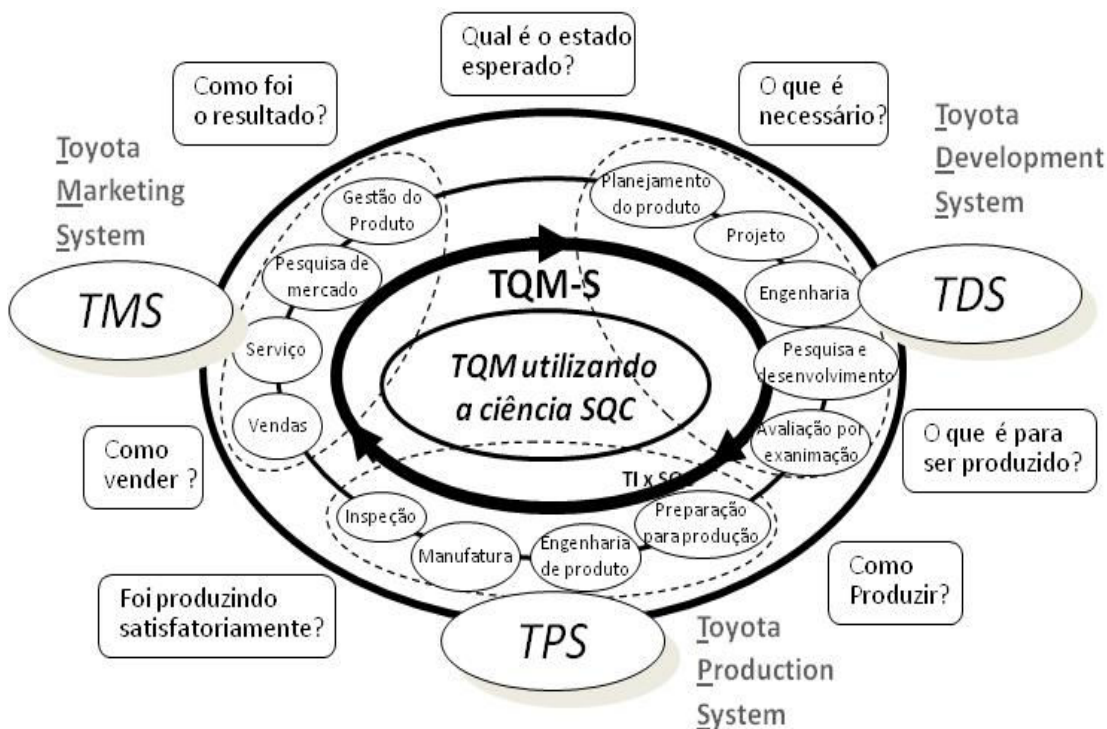 Qual é o estado
esperado?
Como foi
o resultado?
O que é
necessário?
Toyota
Marketing
System
Toyota
Development
System
Gestão do
Produto
Planejamento
do produto
Projeto
Pesquisa de
mercado
Engenharia
TMS
TQM-S
TDS
Serviço
Pesquisa e
desenvolvimento
TQM utilizando
a ciência SQC
Vendas
Avaliação por
exanimação
Como
vender ?
O que é para
ser produzido?
TI x
Inspeção
Manufatura
Engenharia
de produto
Preparação
para produção
Como
Produzir?
Foi produzindo
satisfatoriamente?
TPS
Toyota
Production
System